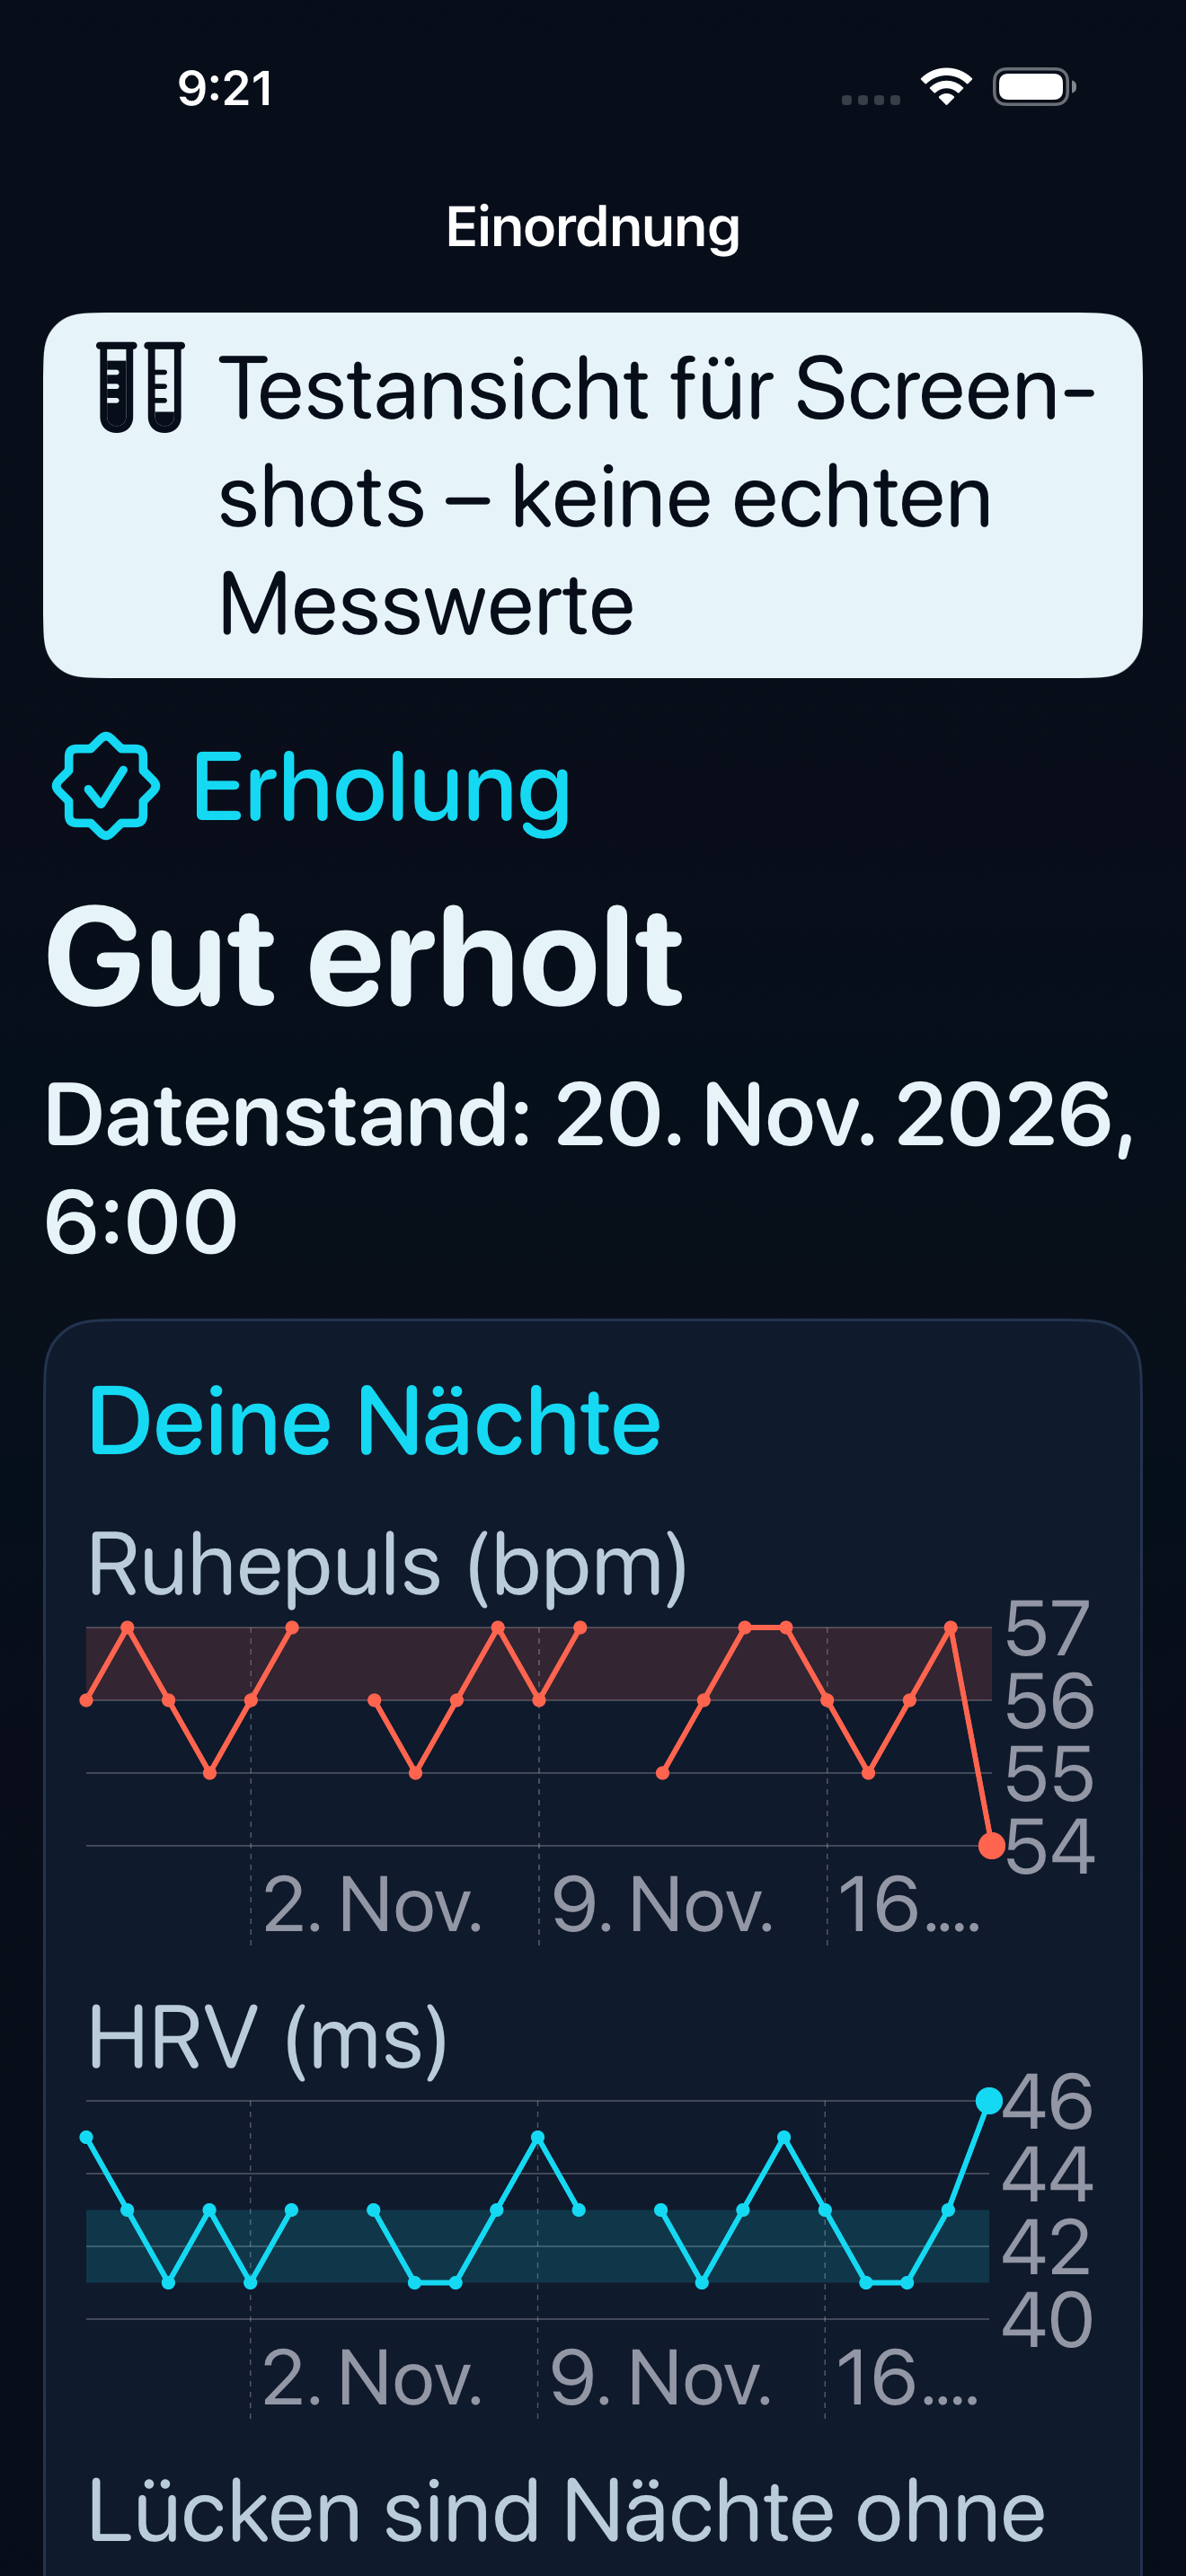 9:21
Einordnung
Testansicht für Screen-
shots – keine echten
Messwerte
Erholung
Gut erholt
Datenstand: 20. Nov. 2026,
6:00
Deine Nächte
Ruhepuls (bpm)
57
56
55
54
2. Nov. 9. Nov. 16....
HRV (ms)
46
44
42
40
2. Nov. 9. Nov. 16....
Lücken sind Nächte ohne